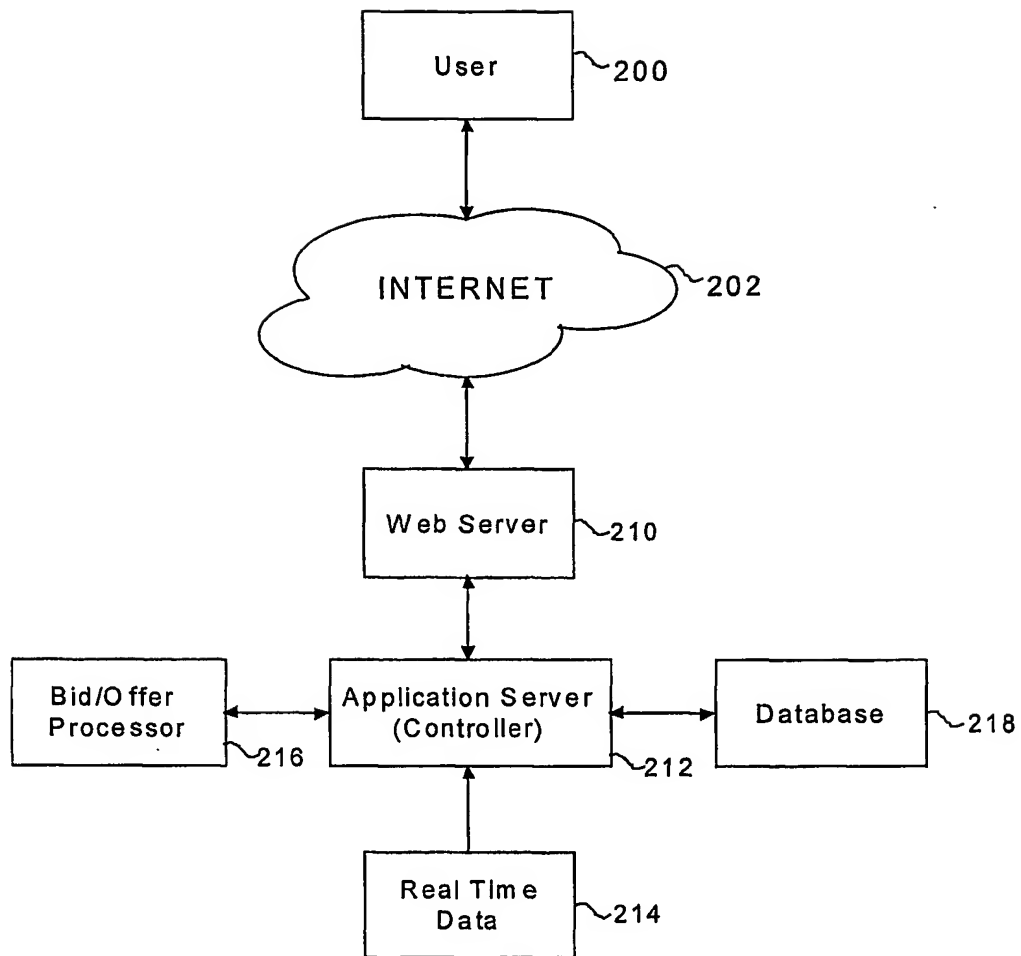 User
200
INTERNET
202
Web Server
210
Bid/Offer
Processor
216
Application Server
(Controller)
212
Database
218
Real Time
Data
214